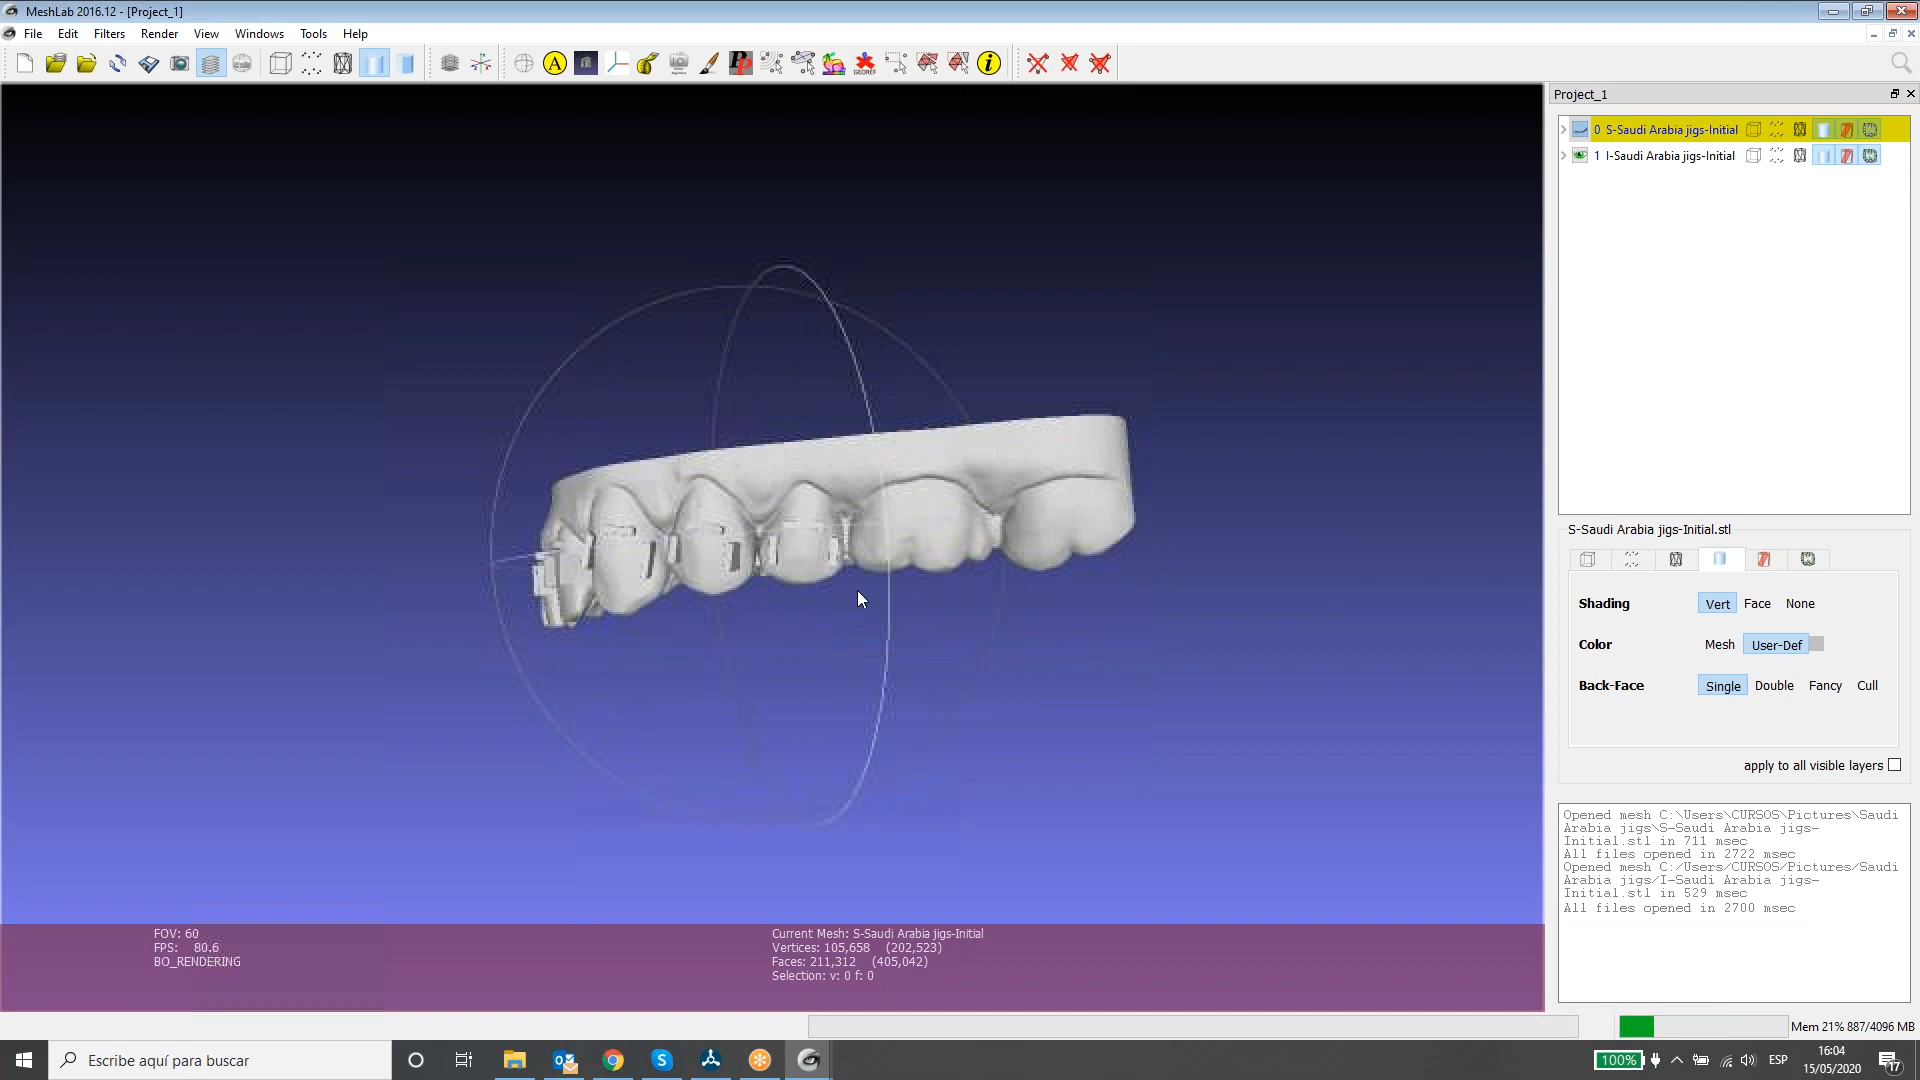 MeshLab 2016.12 - [Project_1]
File Edit Filters Render View Windows Tools Help
A PP GEOREF i
Project_1
0 S-Saudi Arabia jigs-Initial
1 I-Saudi Arabia jigs-Initial
S-Saudi Arabia jigs-Initial.stl
Shading Vert Face None
Color Mesh User-Def
Back-Face Single Double Fancy Cull
apply to all visible layers
Opened mesh C:\Users\CURSOS\Pictures\Saudi
Arabia jigs\S-Saudi Arabia jigs-
Initial.stl in 711 msec
All files opened in 2722 msec
Opened mesh C:/Users/CURSOS/Pictures/Saudi
Arabia jigs/I-Saudi Arabia jigs-
Initial.stl in 529 msec
All files opened in 2700 msec
FOV: 60
FPS: 80.6
BO_RENDERING
Current Mesh: S-Saudi Arabia jigs-Initial
Vertices: 105,658 (202,523)
Faces: 211,312 (405,042)
Selection: v: 0 f: 0
Mem 21% 887/4096 MB
Escribe aquí para buscar
100%
ESP
16:04
15/05/2020
17